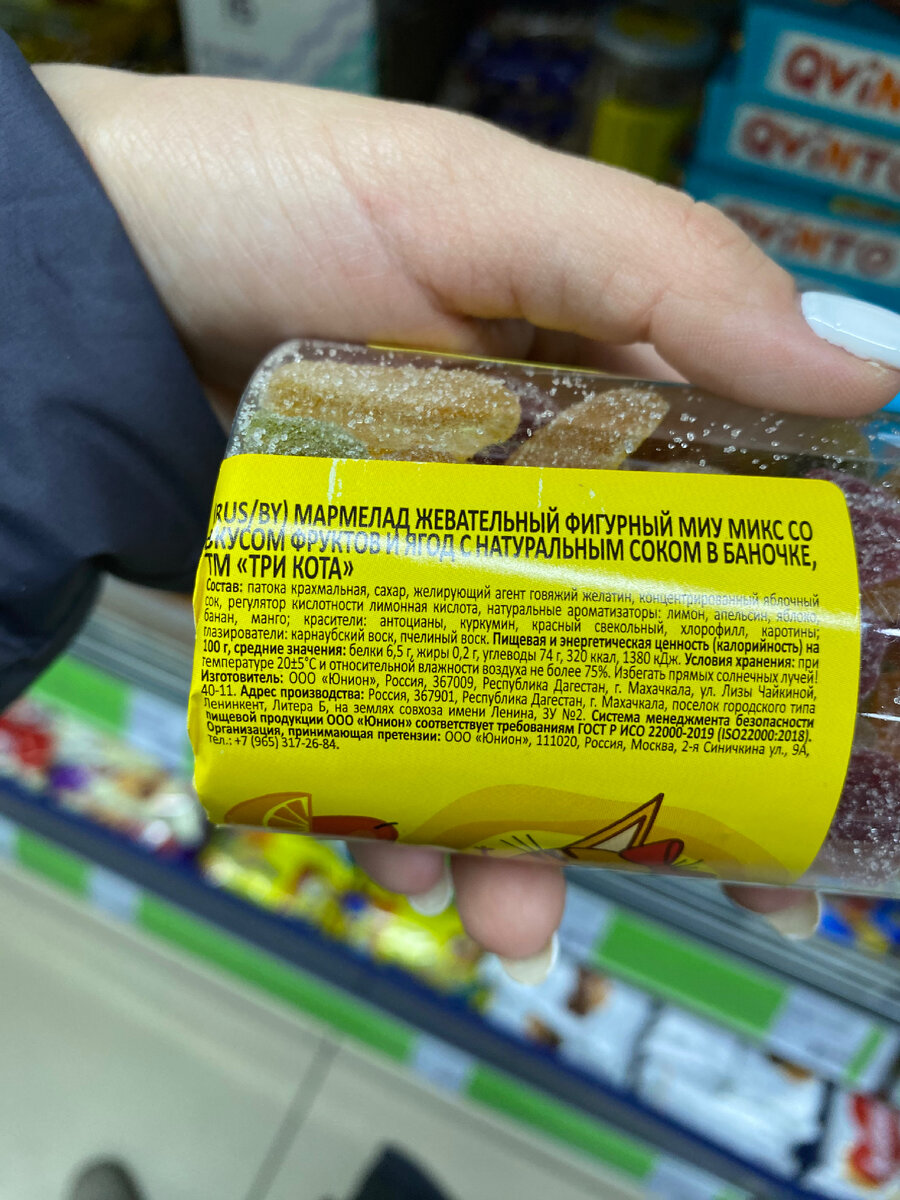 QViN
QViNTO
QViNTO
(RUS/BY) МАРМЕЛАД ЖЕВАТЕЛЬНЫЙ ФИГУРНЫЙ МИУ МИКС СО
ВКУСОМ ФРУКТОВ И ЯГОД С НАТУРАЛЬНЫМ СОКОМ В БАНОЧКЕ,
ТМ «ТРИ КОТА»
Состав: патока крахмальная, сахар, желирующий агент говяжий желатин, концентрированный яблочный
сок, регулятор кислотности лимонная кислота, натуральные ароматизаторы: лимон, апельсин, яблоко,
банан, манго; красители: антоцианы, куркумин, красный свекольный, хлорофилл, каротины;
глазирователи: карнаубский воск, пчелиный воск. Пищевая и энергетическая ценность (калорийность) на
100 г, средние значения: белки 6,5 г, жиры 0,2 г, углеводы 74 г, 320 ккал, 1380 кДж. Условия хранения: при
температуре 20±5°С и относительной влажности воздуха не более 75%. Избегать прямых солнечных лучей!
Изготовитель: ООО «Юнион», Россия, 367009, Республика Дагестан, г. Махачкала, ул. Лизы Чайкиной,
40-11. Адрес производства: Россия, 367901, Республика Дагестан, г. Махачкала, поселок городского типа
Ленинкент, Литера Б, на землях совхоза имени Ленина, ЗУ №2. Система менеджмента безопасности
пищевой продукции ООО «Юнион» соответствует требованиям ГОСТ Р ИСО 22000-2019 (ISO22000:2018).
Организация, принимающая претензии: ООО «Юнион», 111020, Россия, Москва, 2-я Синичкина ул., 9А,
тел.: +7 (965) 317-26-84.